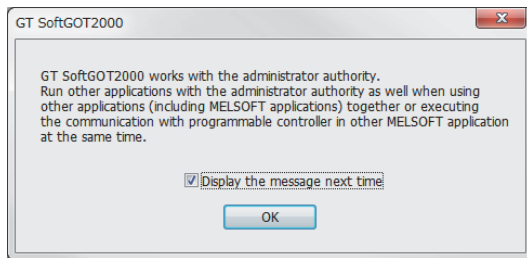 GT SoftGOT2000
GT SoftGOT2000 works with the administrator authority.
Run other applications with the administrator authority as well when using
other applications (including MELSOFT applications) together or executing
the communication with programmable controller in other MELSOFT application
at the same time.
Display the message next time
OK